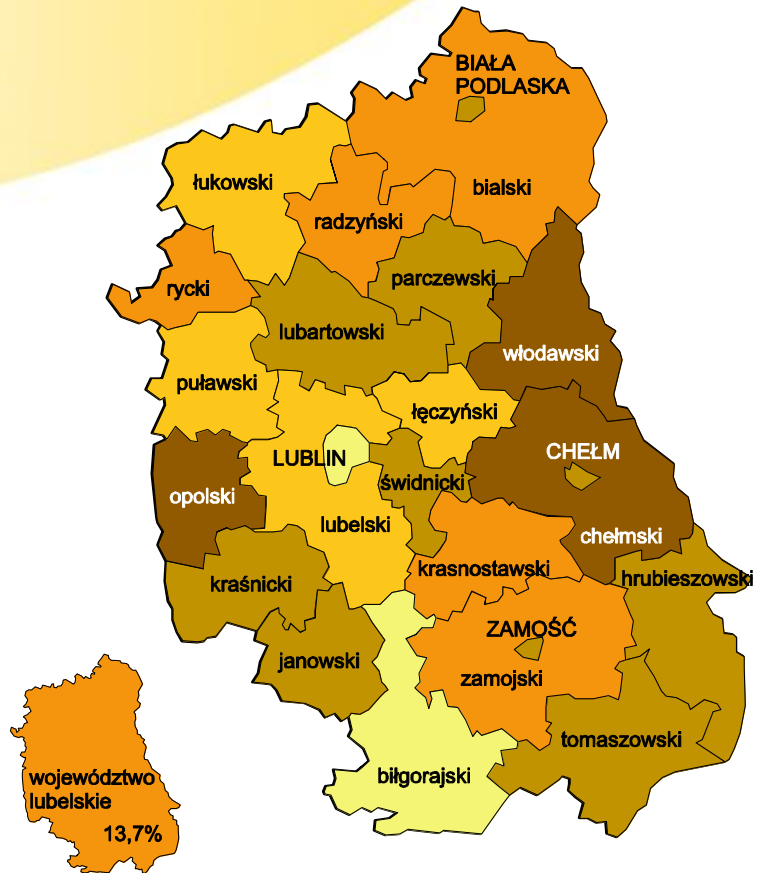 BIAŁA
PODLASKA
łukowski
bialski
radzyński
parczewski
rycki
lubartowski
włodawski
puławski
łęczyński
CHEŁM
LUBLIN
świdnicki
opolski
lubelski
chełmski
krasnostawski
hrubieszowski
kraśnicki
ZAMOŚĆ
janowski
zamojski
tomaszowski
biłgorajski
województwo
lubelskie
13,7%